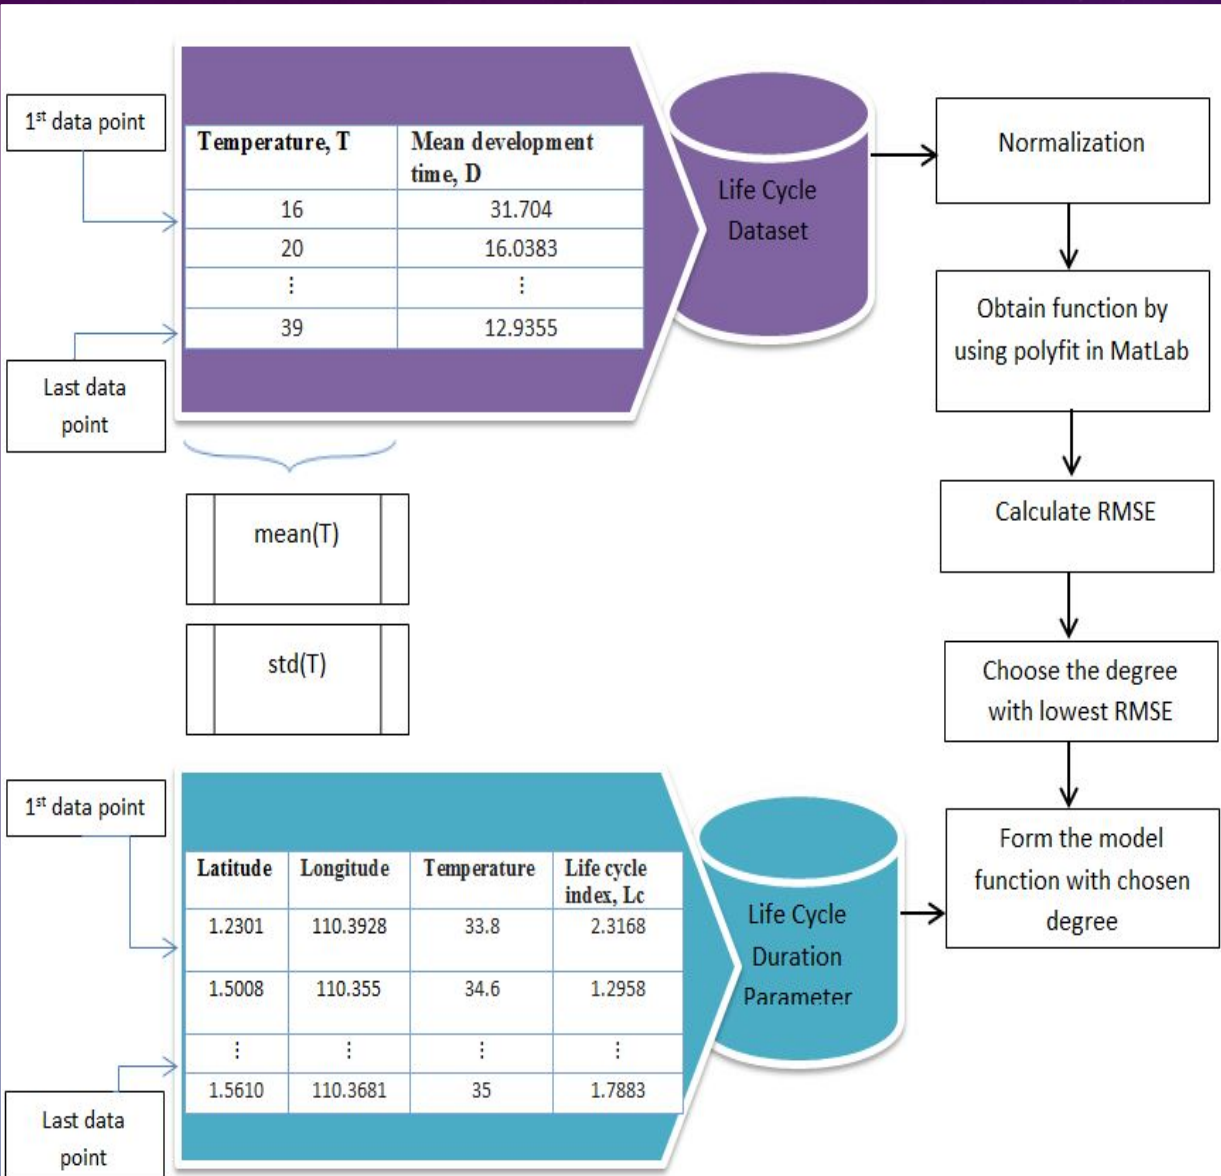 1st data point
Temperature, T
Mean development
time, D
16
31.704
20
16.0383
⋮
⋮
39
12.9355
Last data
point
Life Cycle
Dataset
Normalization
Obtain function by
using polyfit in MatLab
Calculate RMSE
Choose the degree
with lowest RMSE
Form the model
function with chosen
degree
mean(T)
std(T)
1st data point
Latitude
Longitude
Temperature
Life cycle
index, Lc
1.2301
110.3928
33.8
2.3168
1.5008
110.355
34.6
1.2958
⋮
⋮
⋮
⋮
1.5610
110.3681
35
1.7883
Last data
point
Life Cycle
Duration
Parameter